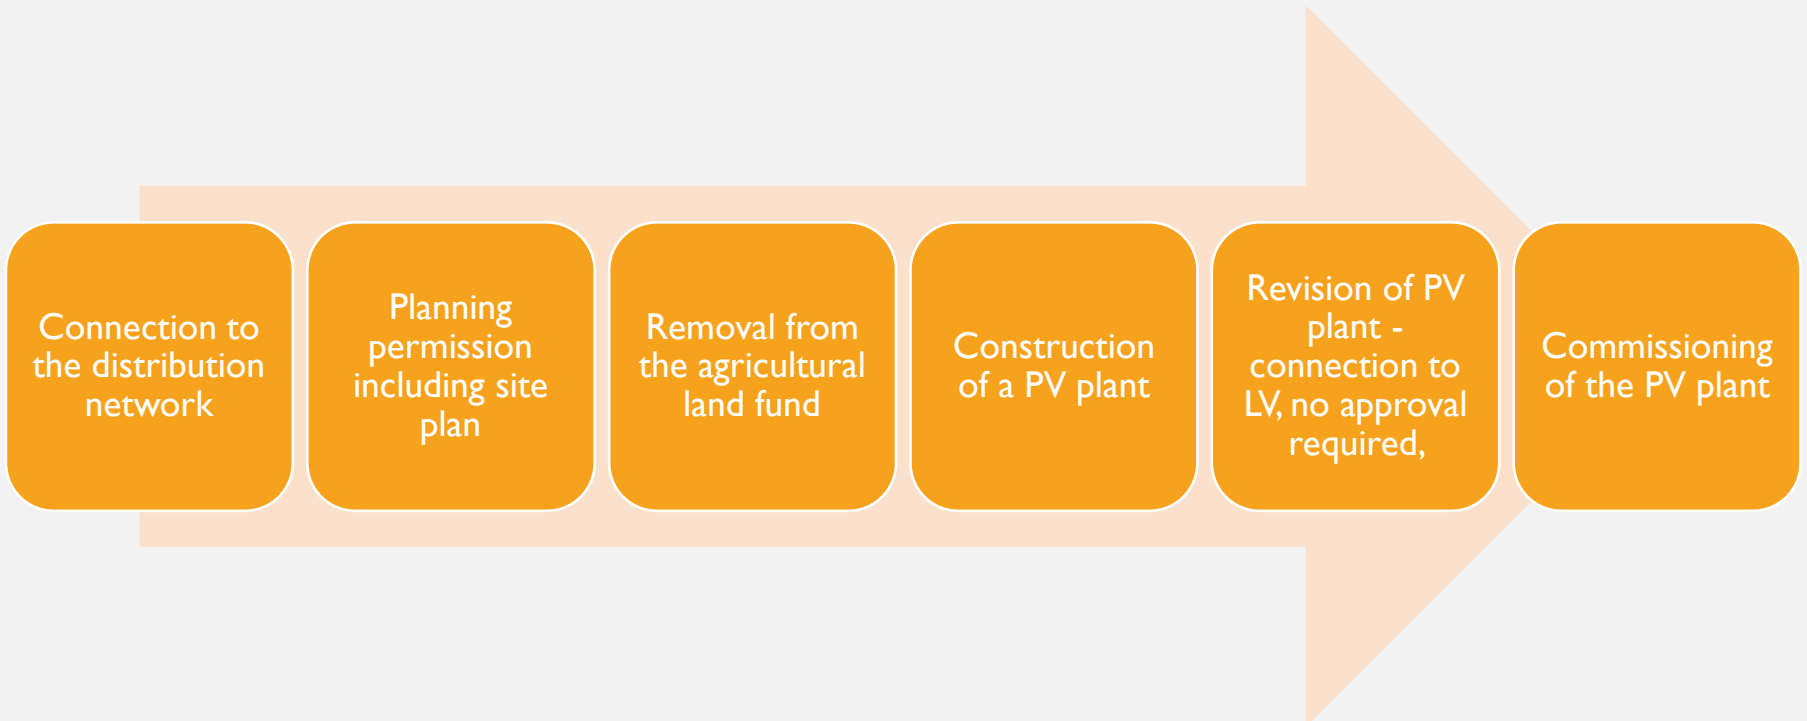 Connection to
the distribution
network
Planning
permission
including site
plan
Removal from
the agricultural
land fund
Construction
of a PV plant
Revision of PV
plant -
connection to
LV, no approval
required,
Commissioning
of the PV plant